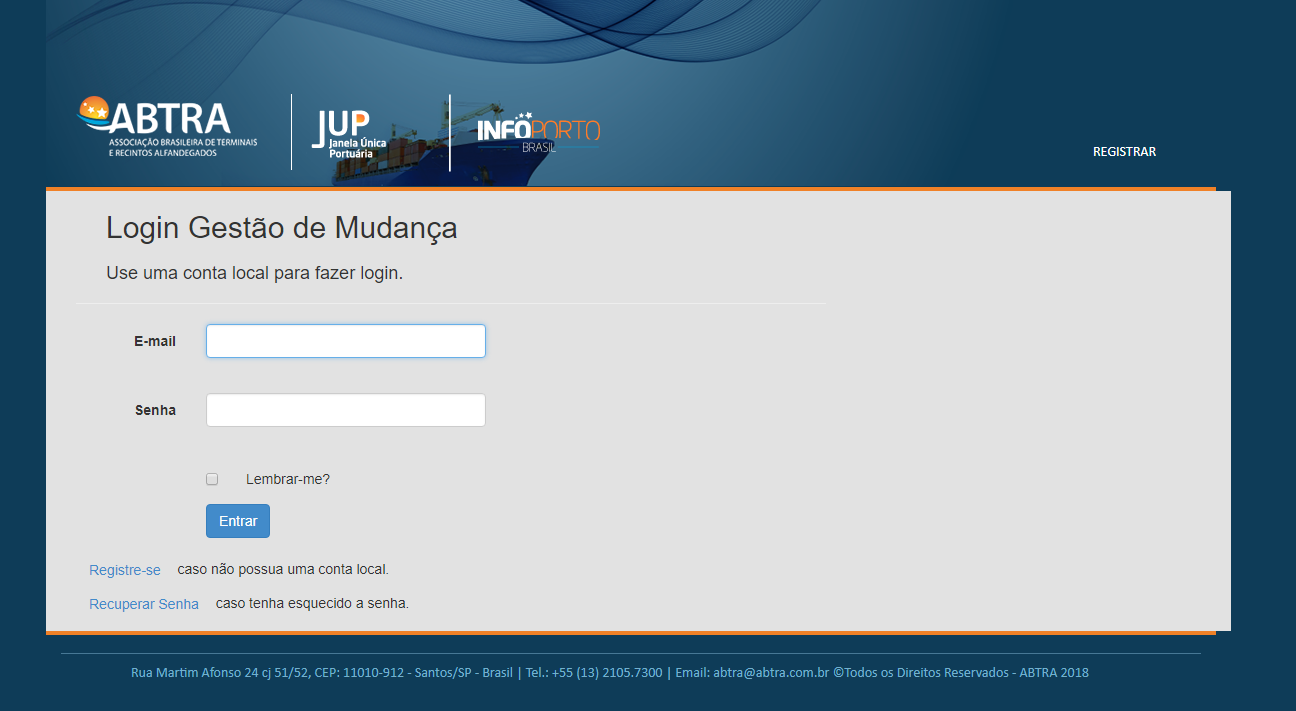 ABTRA
ASSOCIAÇÃO BRASILEIRA DE TERMINAIS
E RECINTOS ALFANDEGADOS
JUP
Janela Única
Portuária
INFOPORTO
BRASIL
REGISTRAR
Login Gestão de Mudança
Use uma conta local para fazer login.
E-mail
Senha
Lembrar-me?
Entrar
Registre-se caso não possua uma conta local.
Recuperar Senha caso tenha esquecido a senha.
Rua Martim Afonso 24 cj 51/52, CEP: 11010-912 - Santos/SP - Brasil | Tel.: +55 (13) 2105.7300 | Email: abtra@abtra.com.br ©Todos os Direitos Reservados - ABTRA 2018